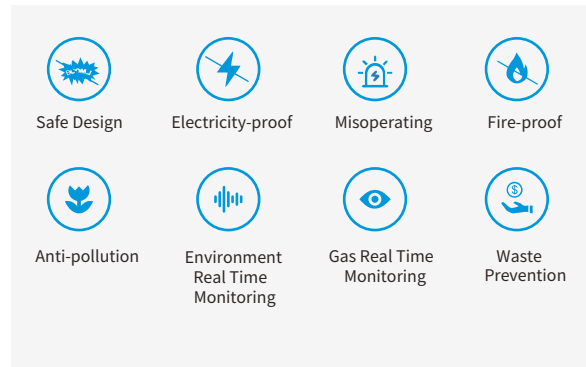 Safe Design
Electricity-proof
Misoperating
Fire-proof
Anti-pollution
Environment
Real Time
Monitoring
Gas Real Time
Monitoring
Waste
Prevention
$